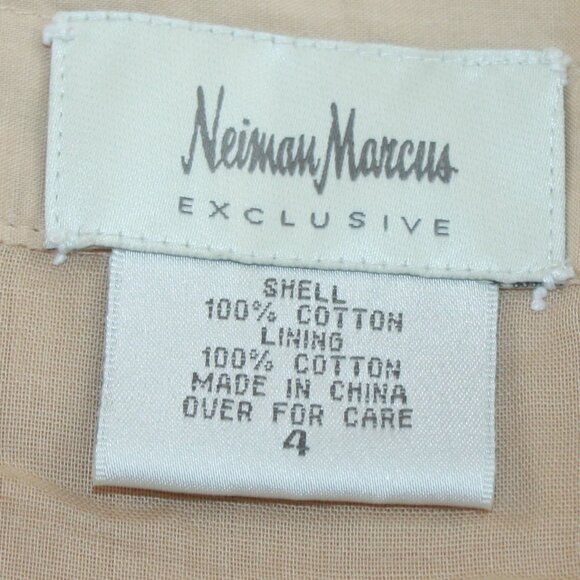 Neiman Marcus
EXCLUSIVE
SHELL
100% COTTON
LINING
100% COTTON
MADE IN CHINA
OVER FOR CARE
4